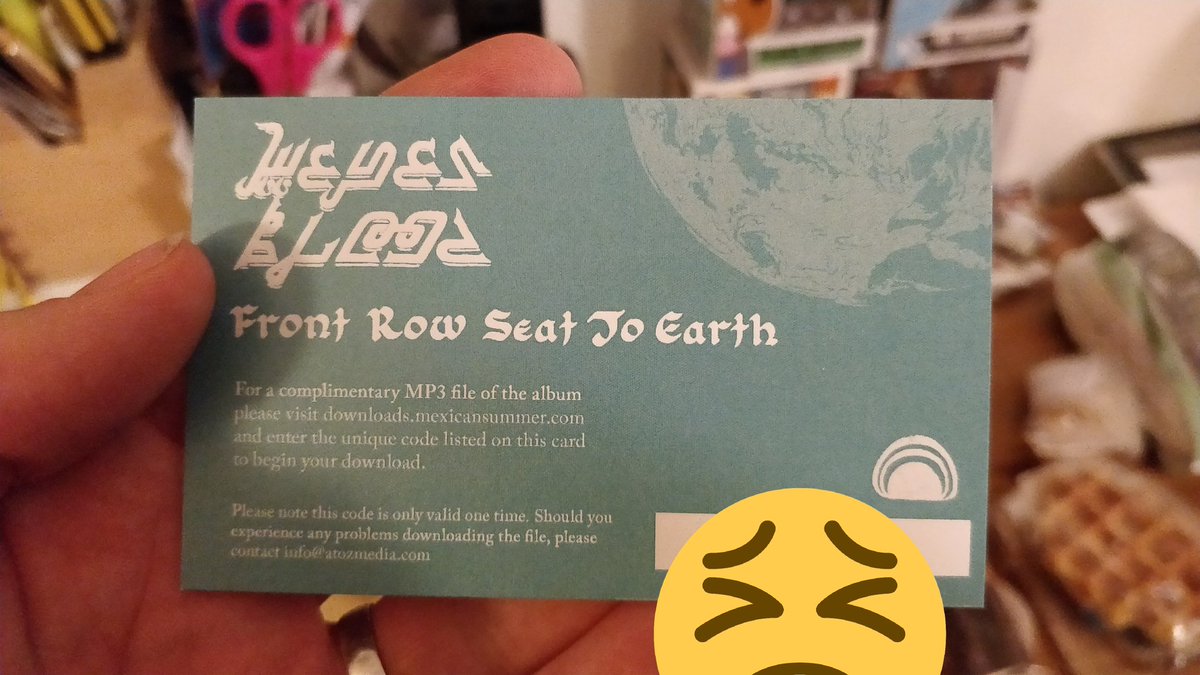 WEYES
BLOOD
Front Row Seat To Earth
For a complimentary MP3 file of the album
please visit downloads.mexicansummer.com
and enter the unique code listed on this card
to begin your download.
Please note this code is only valid one time. Should you
experience any problems downloading the file, please
contact info@atozmedia.com